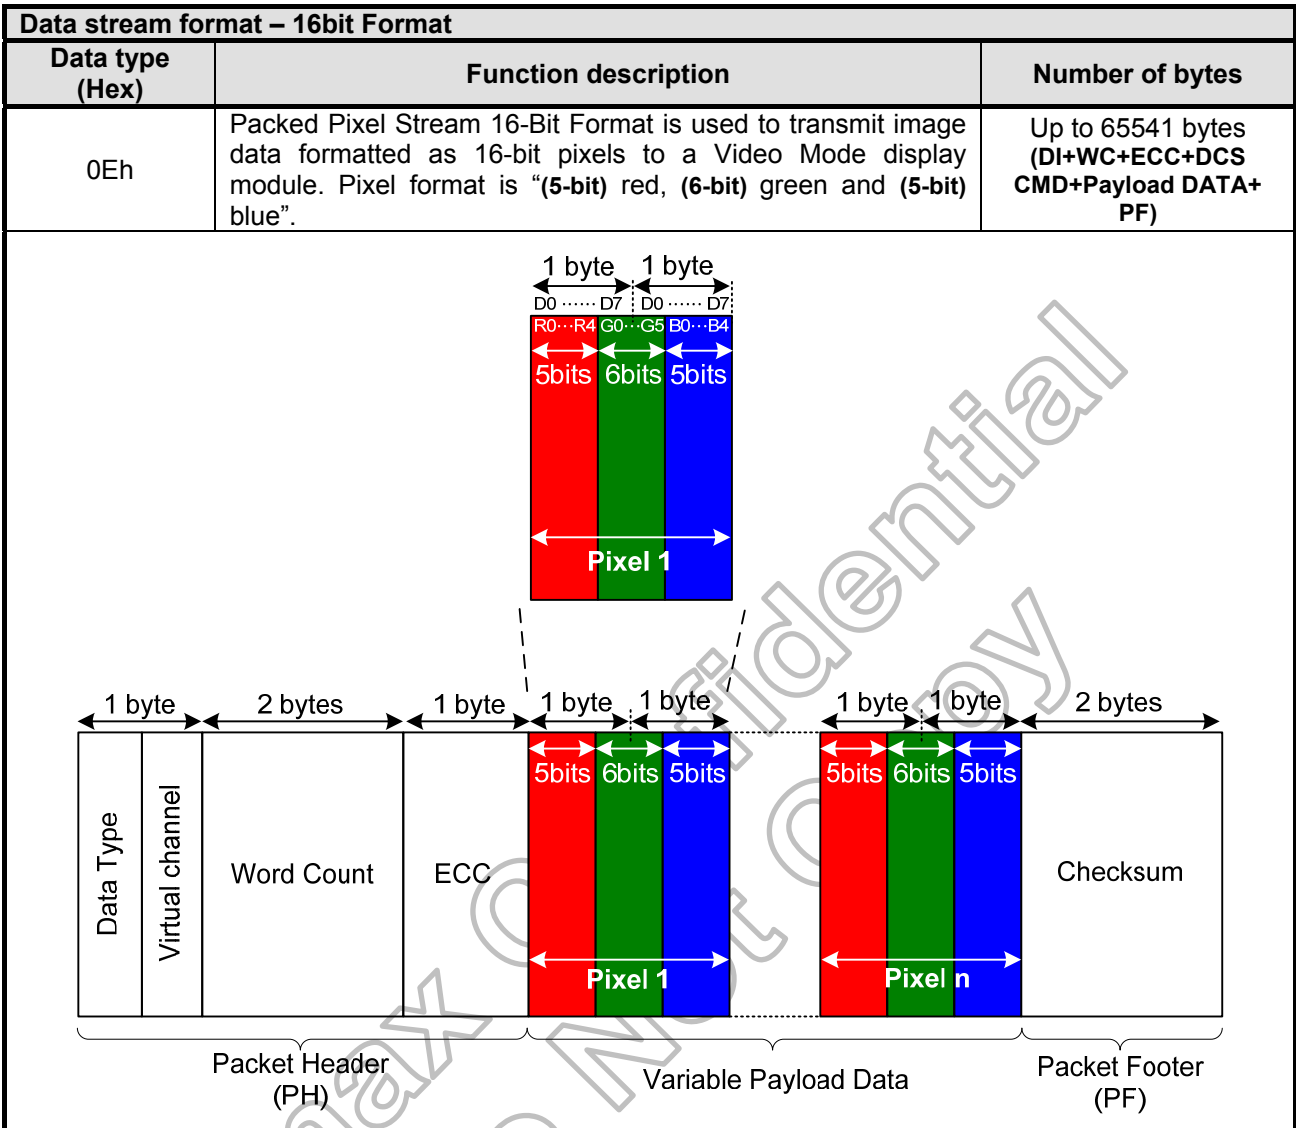 Data stream format – 16bit Format
Data type
(Hex)
Function description
Number of bytes
0Eh
Packed Pixel Stream 16-Bit Format is used to transmit image
data formatted as 16-bit pixels to a Video Mode display
module. Pixel format is “(5-bit) red, (6-bit) green and (5-bit)
blue”.
Up to 65541 bytes
(DI+WC+ECC+DCS
CMD+Payload DATA+
PF)
1 byte 1 byte
D0 ······ D7 D0 ······ D7
R0···R4 G0···G5 B0···B4
5bits 6bits 5bits
Pixel 1
1 byte 2 bytes 1 byte 1 byte 1 byte 1 byte 1 byte 2 bytes
5bits 6bits 5bits 5bits 6bits 5bits
Data Type
Virtual channel
Word Count
ECC
Checksum
Pixel 1
Pixel n
Packet Header
(PH)
Variable Payload Data
Packet Footer
(PF)
max Confidential
Do Not Copy